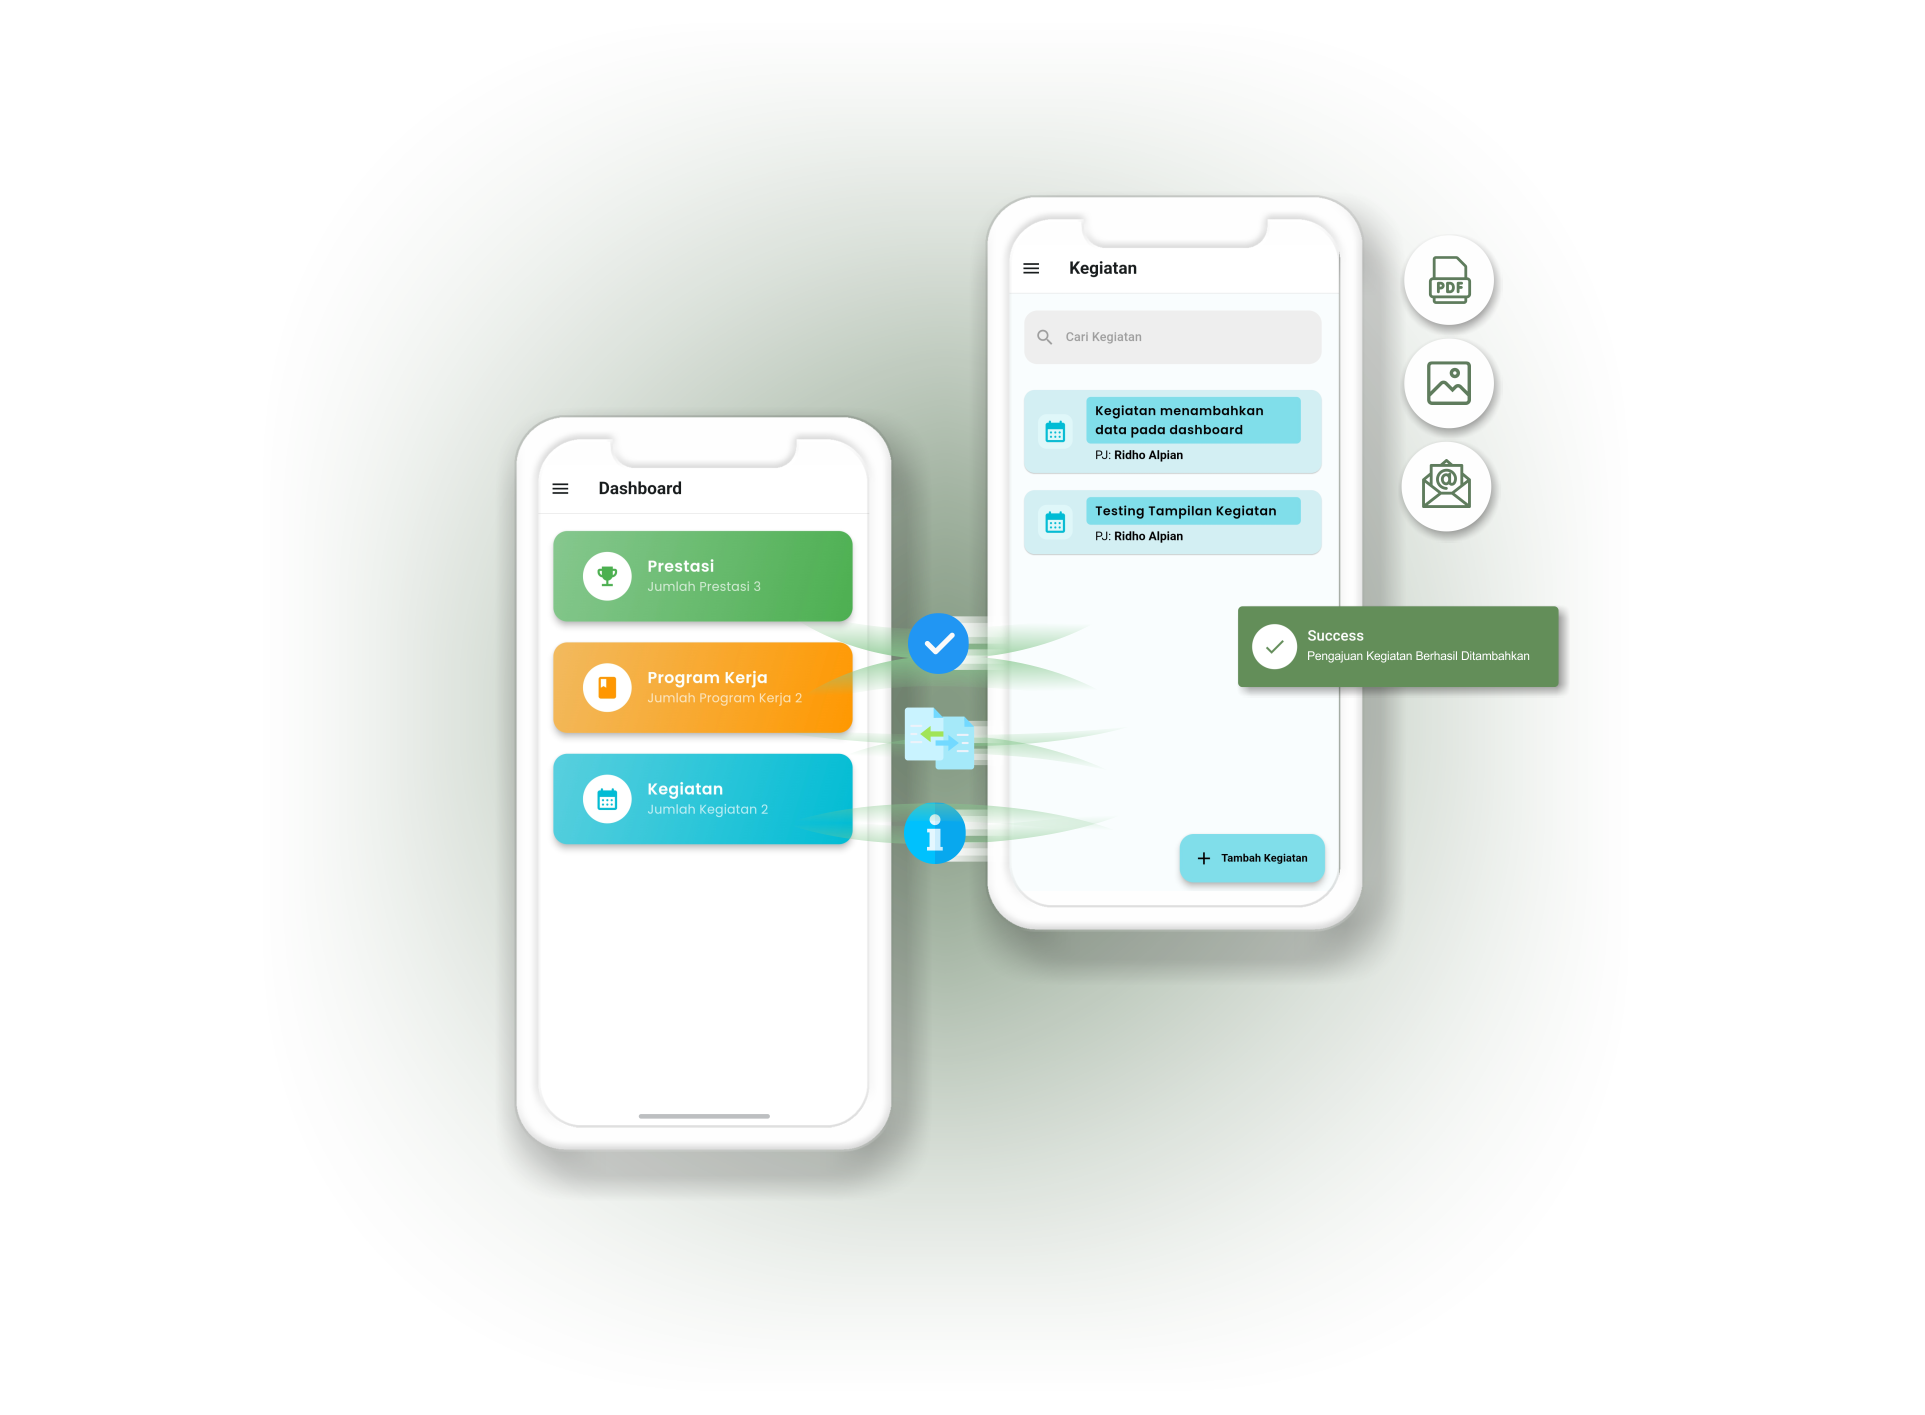 Dashboard
Prestasi
Jumlah Prestasi 3
Program Kerja
Jumlah Program Kerja 2
Kegiatan
Jumlah Kegiatan 2
Kegiatan
Cari Kegiatan
Kegiatan menambahkan
data pada dashboard
PJ: Ridho Alpian
Testing Tampilan Kegiatan
PJ: Ridho Alpian
Tambah Kegiatan
PDF
@
Success
Pengajuan Kegiatan Berhasil Ditambahkan